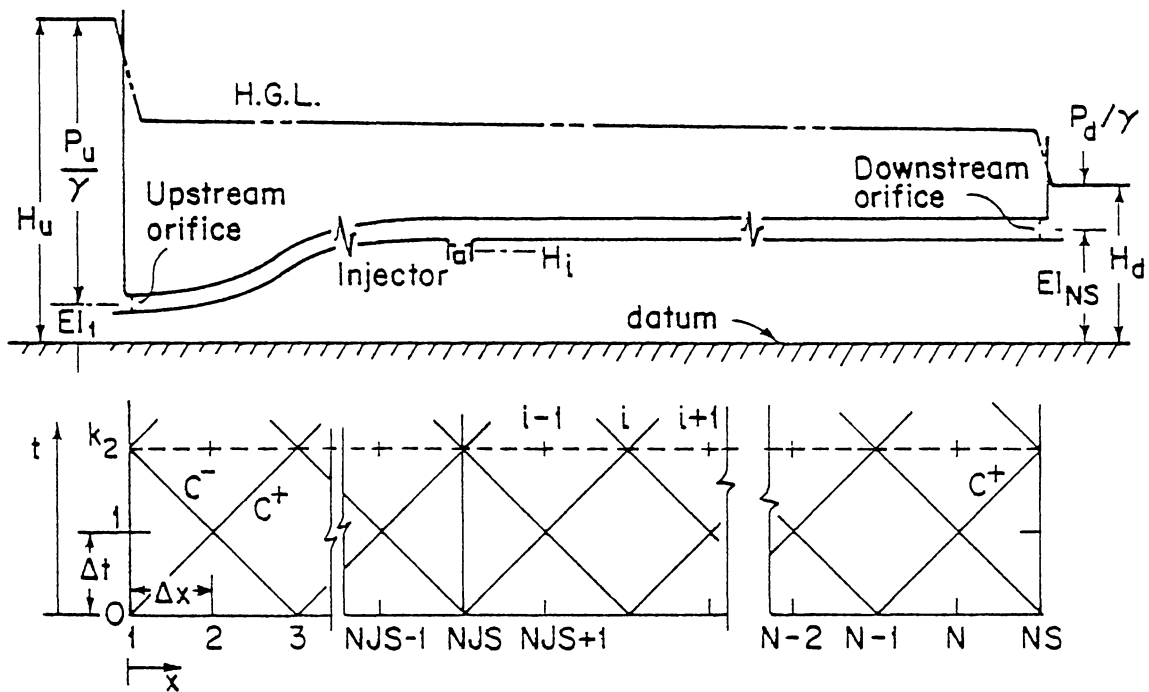 H.G.L.
P_d/γ
P_u/γ
H_u
Upstream
orifice
Downstream
orifice
Injector
H_i
H_d
El_NS
El_1
datum
i-1 i i+1
t
k_2
C^- C^+ C^+
1
Δt
Δx
0
1 2 3 NJS-1 NJS NJS+1 N-2 N-1 N NS
x